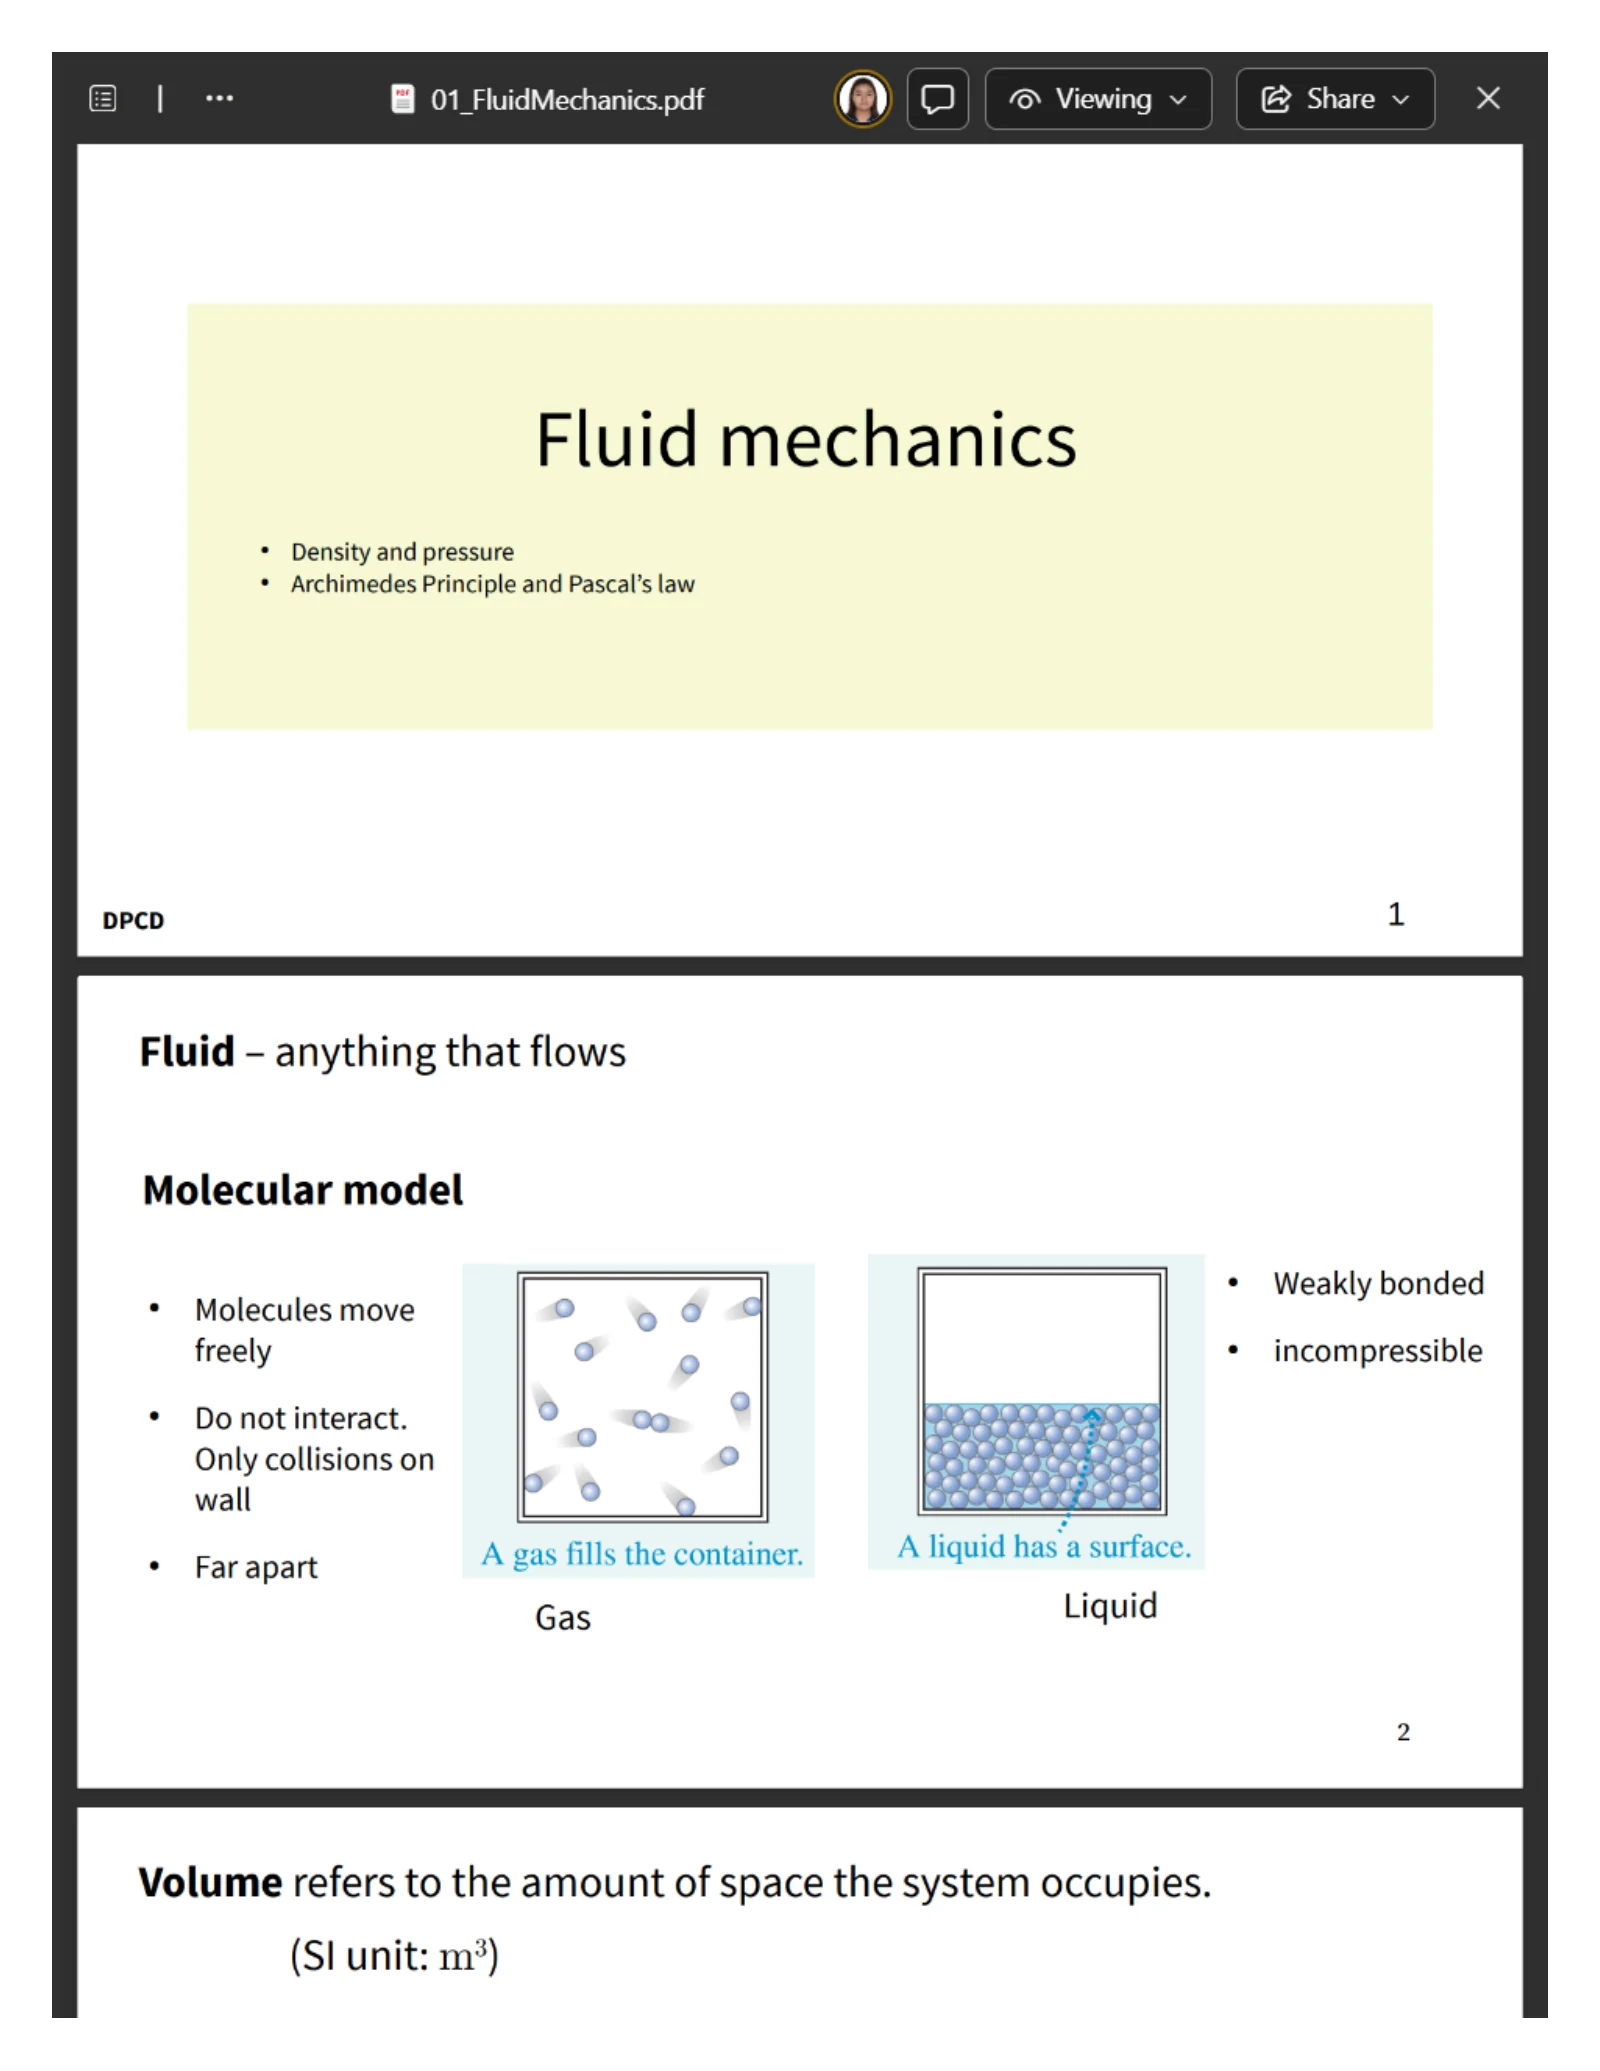 01_FluidMechanics.pdf
Viewing
Share
Fluid mechanics
• Density and pressure
• Archimedes Principle and Pascal’s law
DPCD
1
Fluid – anything that flows
Molecular model
• Molecules move
freely
• Do not interact.
Only collisions on
wall
• Far apart
A gas fills the container.
Gas
A liquid has a surface.
Liquid
• Weakly bonded
• incompressible
2
Volume refers to the amount of space the system occupies.
(SI unit: m³)